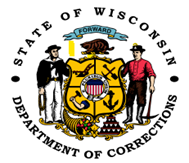 STATE OF WISCONSIN
FORWARD
DEPARTMENT OF CORRECTIONS